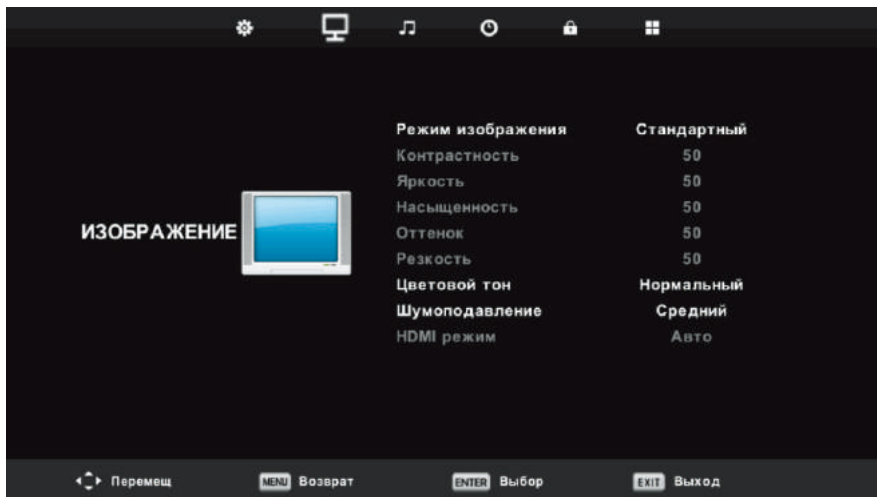 Режим изображения Стандартный
Контрастность 50
Яркость 50
Насыщенность 50
ИЗОБРАЖЕНИЕ
Оттенок 50
Резкость 50
Цветовой тон Нормальный
Шумоподавление Средний
HDMI режим Авто
Перемещ MENU Возврат ENTER Выбор EXIT Выход